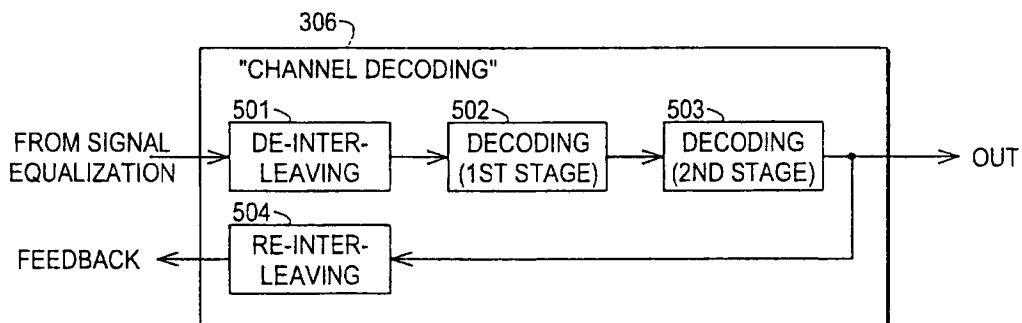 306
"CHANNEL DECODING"
FROM SIGNAL
EQUALIZATION
501
DE-INTER-
LEAVING
502
DECODING
(1ST STAGE)
503
DECODING
(2ND STAGE)
OUT
504
RE-INTER-
LEAVING
FEEDBACK